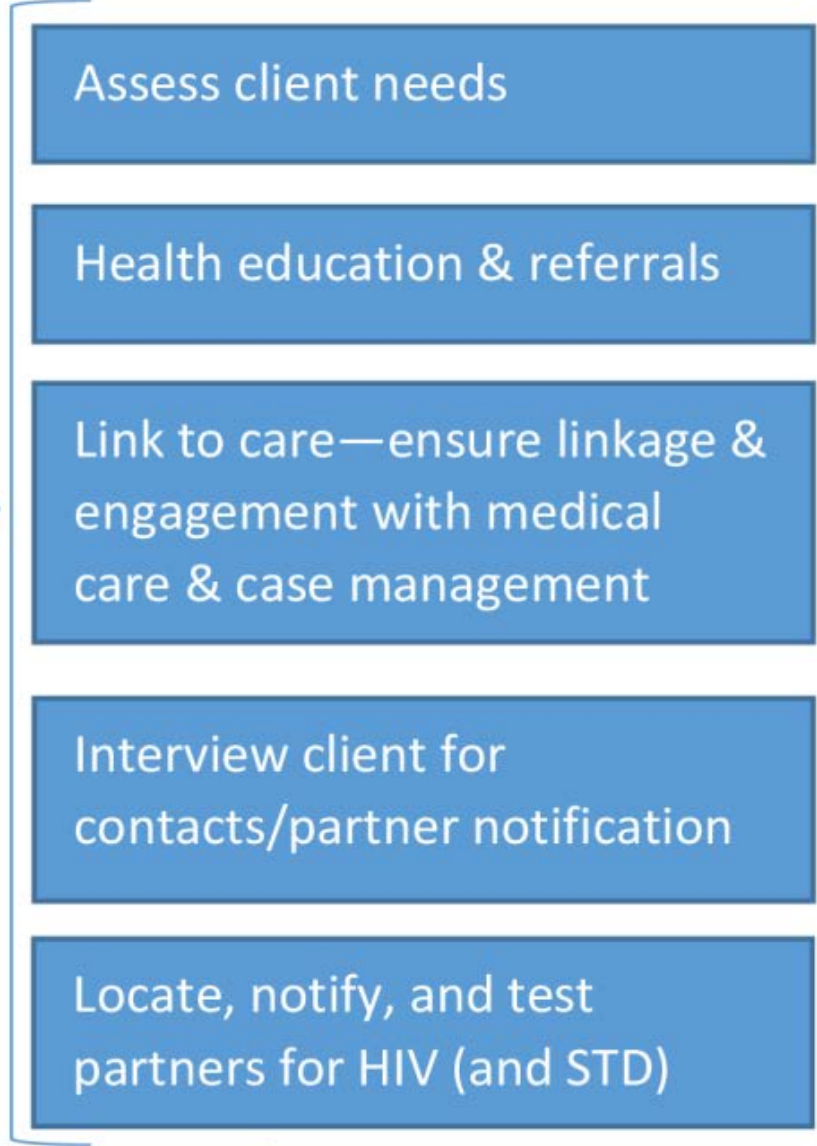 Assess client needs
Health education & referrals
Link to care—ensure linkage &
engagement with medical
care & case management
Interview client for
contacts/partner notification
Locate, notify, and test
partners for HIV (and STD)